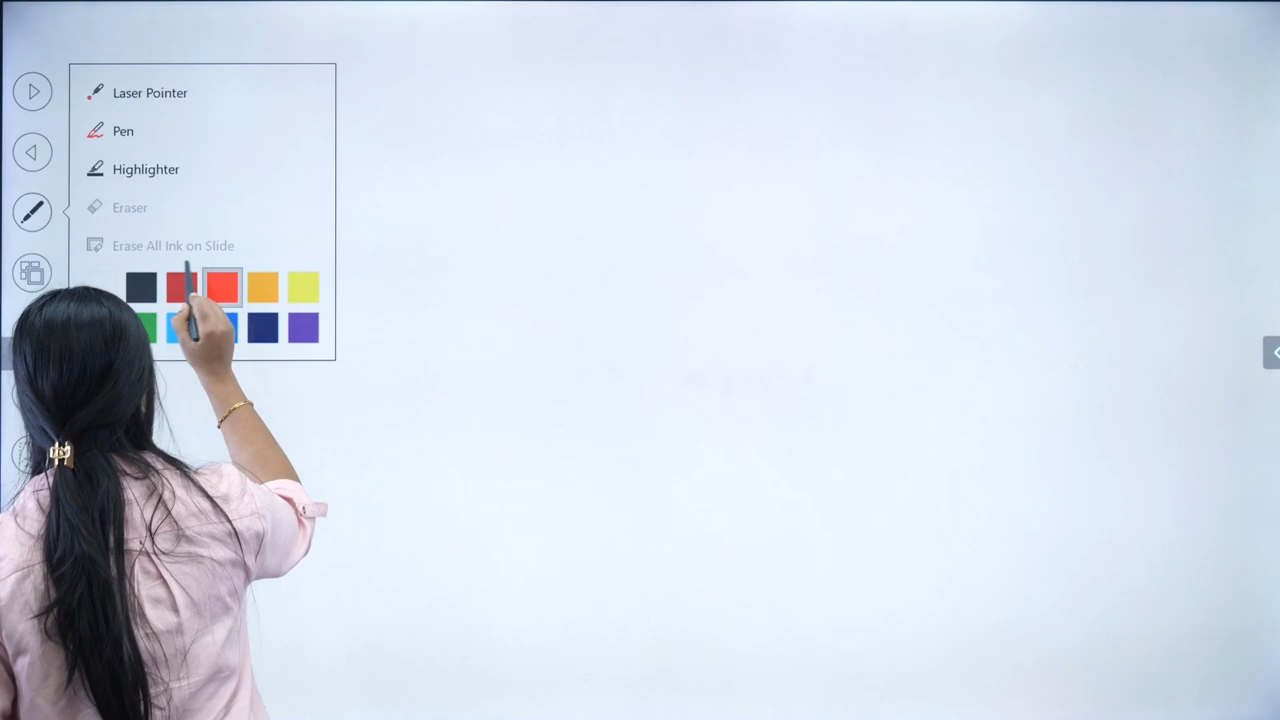 Laser Pointer
Pen
Highlighter
Eraser
Erase All Ink on Slide